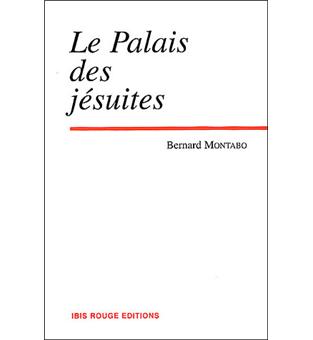 Le Palais
des
jésuites
Bernard MONTABO
IBIS ROUGE EDITIONS